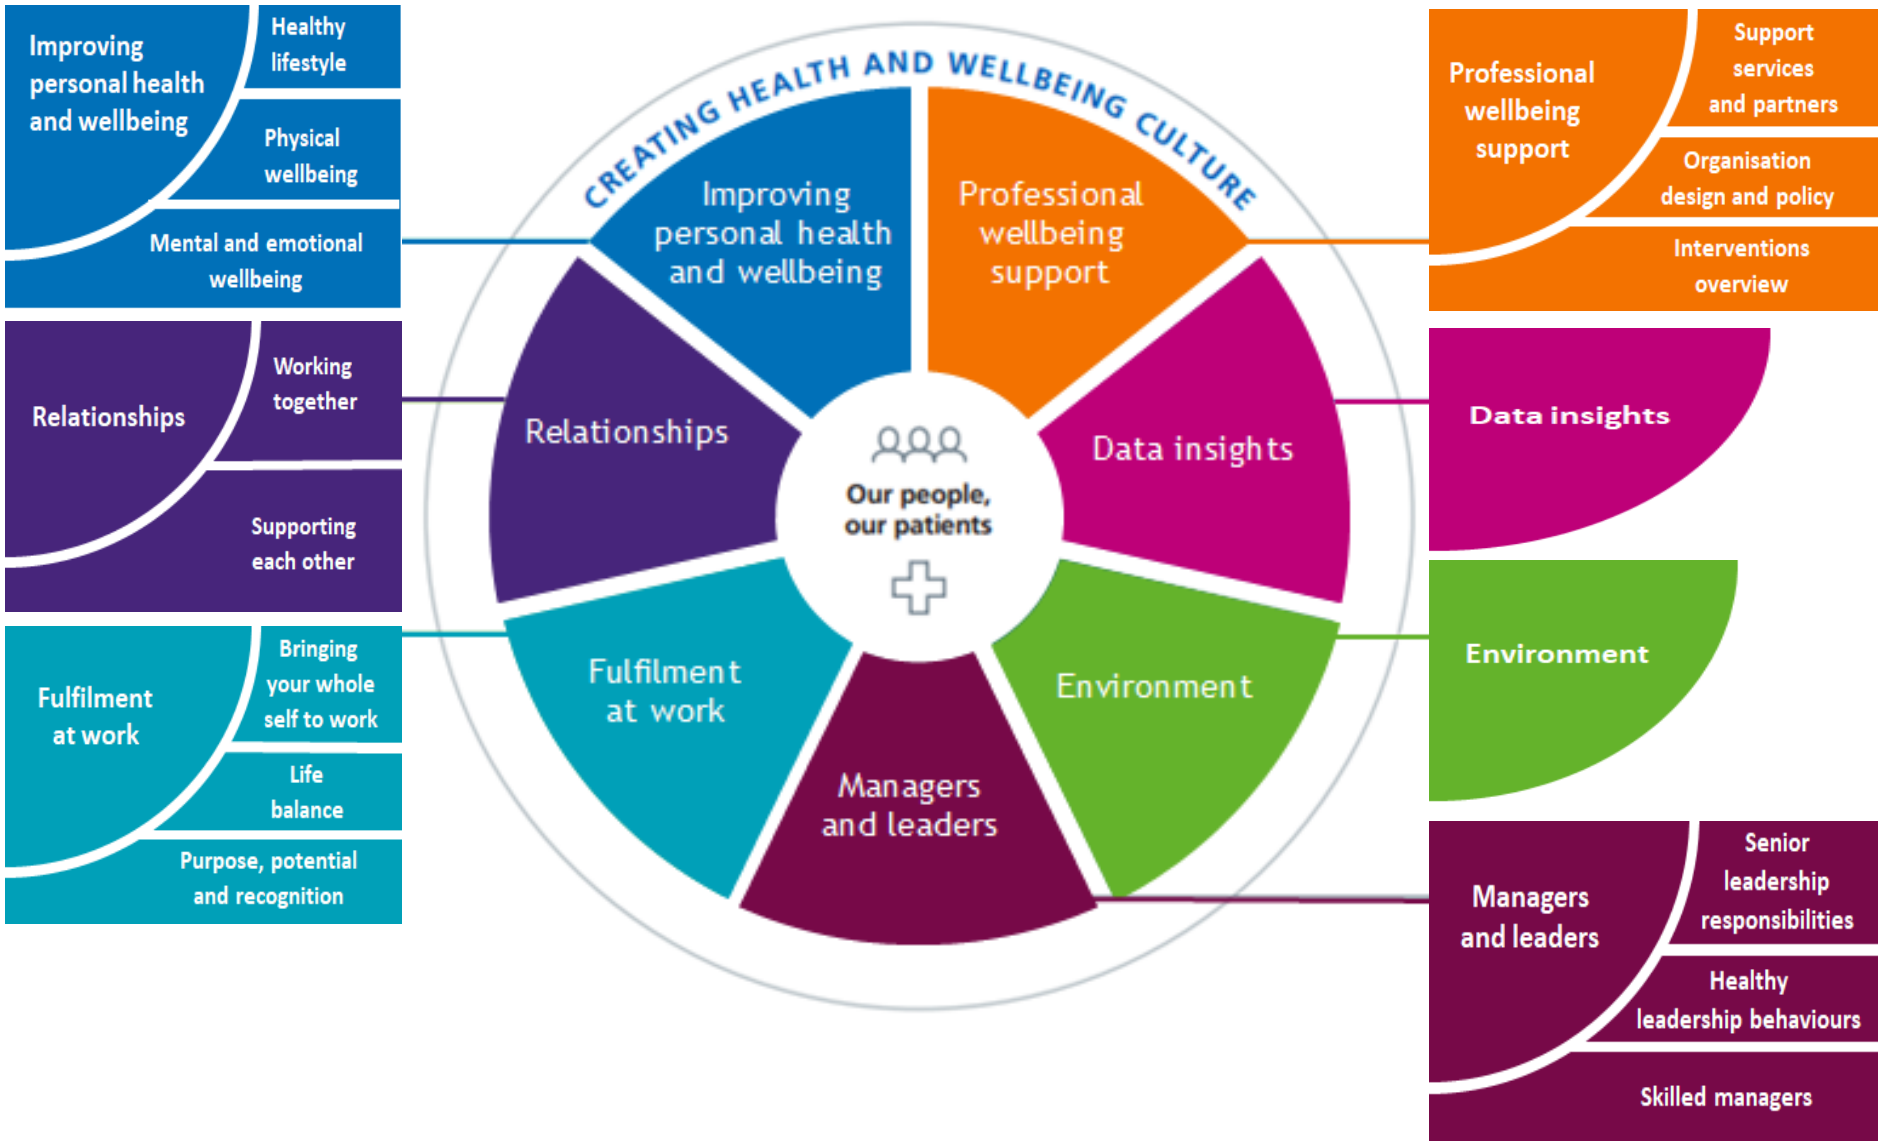 Improving
personal health
and wellbeing
Healthy
lifestyle
Physical
wellbeing
Mental and emotional
wellbeing
Relationships
Working
together
Supporting
each other
Fulfilment
at work
Bringing
your whole
self to work
Life
balance
Purpose, potential
and recognition
CREATING HEALTH AND WELLBEING CULTURE
Improving
personal health
and wellbeing
Professional
wellbeing
support
Relationships
Data insights
Our people,
our patients
Fulfilment
at work
Environment
Managers
and leaders
Professional
wellbeing
support
Support
services
and partners
Organisation
design and policy
Interventions
overview
Data insights
Environment
Managers
and leaders
Senior
leadership
responsibilities
Healthy
leadership behaviours
Skilled managers